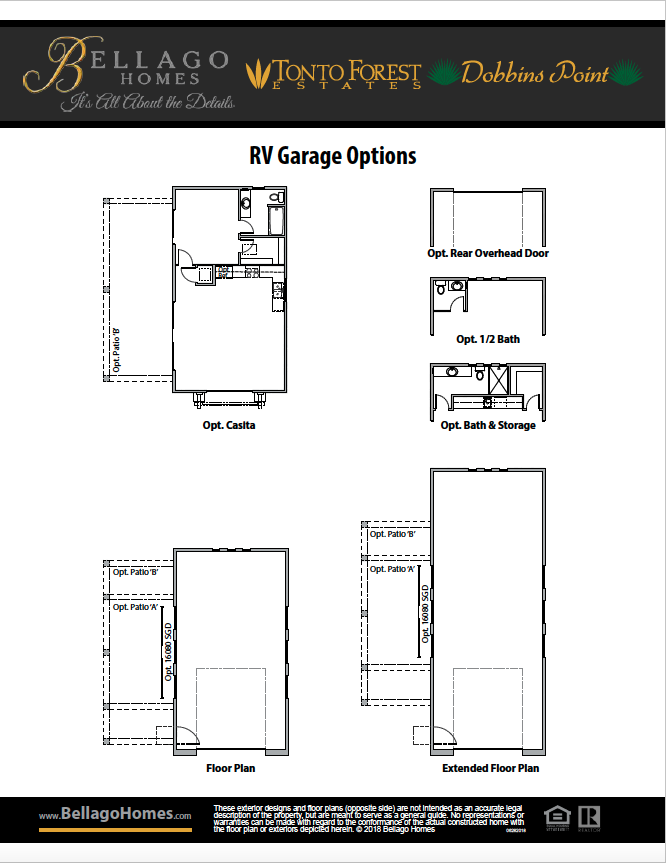 BELLAGO
HOMES
It's All About the Details.
TONTO FOREST
ESTATES
Dobbins Point
RV Garage Options
Opt. Patio 'B'
Opt.
Ref.
Opt. Casita
Opt. Rear Overhead Door
Opt. 1/2 Bath
Opt. Bath & Storage
Opt. Patio 'B'
Opt. Patio 'A'
Opt. 16080 SGD
Floor Plan
Opt. Patio 'B'
Opt. Patio 'A'
Opt. 16080 SGD
Extended Floor Plan
www.BellagoHomes.com
These exterior designs and floor plans (opposite side) are not intended as an accurate legal
description of the property, but are meant to serve as a general guide. No representations or
warranties can be made with regard to the conformance of the actual constructed home with
the floor plan or exteriors depicted herein. © 2018 Bellago Homes
REALTOR